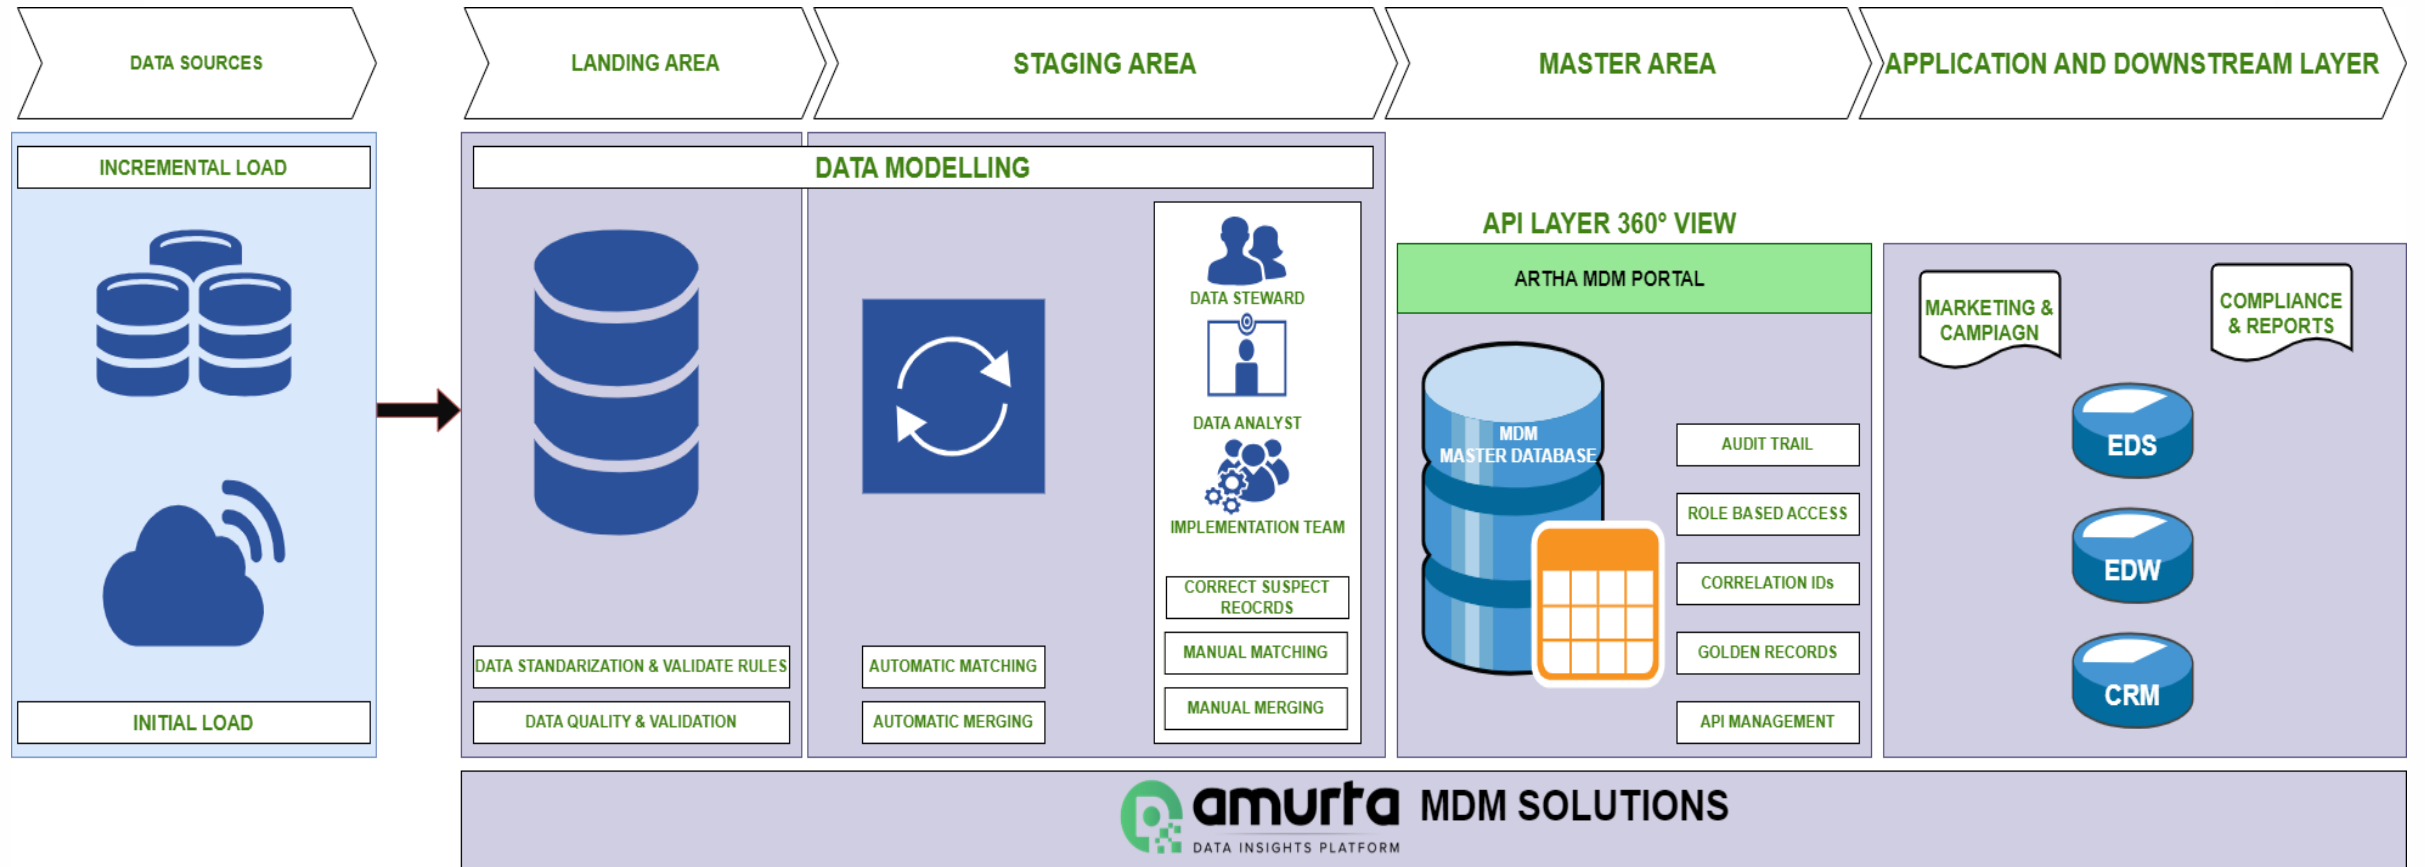 DATA SOURCES
LANDING AREA
STAGING AREA
MASTER AREA
APPLICATION AND DOWNSTREAM LAYER
INCREMENTAL LOAD
INITIAL LOAD
DATA MODELLING
DATA STANDARIZATION & VALIDATE RULES
DATA QUALITY & VALIDATION
AUTOMATIC MATCHING
AUTOMATIC MERGING
DATA STEWARD
DATA ANALYST
IMPLEMENTATION TEAM
CORRECT SUSPECT
REOCRDS
MANUAL MATCHING
MANUAL MERGING
API LAYER 360° VIEW
ARTHA MDM PORTAL
MDM
MASTER DATABASE
AUDIT TRAIL
ROLE BASED ACCESS
CORRELATION IDs
GOLDEN RECORDS
API MANAGEMENT
MARKETING &
CAMPIAGN
COMPLIANCE
& REPORTS
EDS
EDW
CRM
amurta MDM SOLUTIONS
DATA INSIGHTS PLATFORM